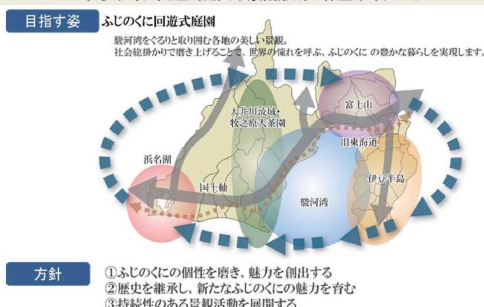 目指す姿
ふじのくに回遊式庭園
駿河湾をぐるりと取り囲む各地の美しい景観。
社会総掛かりで磨き上げることで、世界の憧れを呼ぶ、ふじのくに の豊かな暮らしを実現します。
富士山
大井川流域・
牧之原大茶園
旧東海道
浜名湖
伊豆半島
国土軸
駿河湾
方針
①ふじのくにの個性を磨き、魅力を創出する
②歴史を継承し、新たなふじのくにの魅力を育む
③持続性のある景観活動を展開する